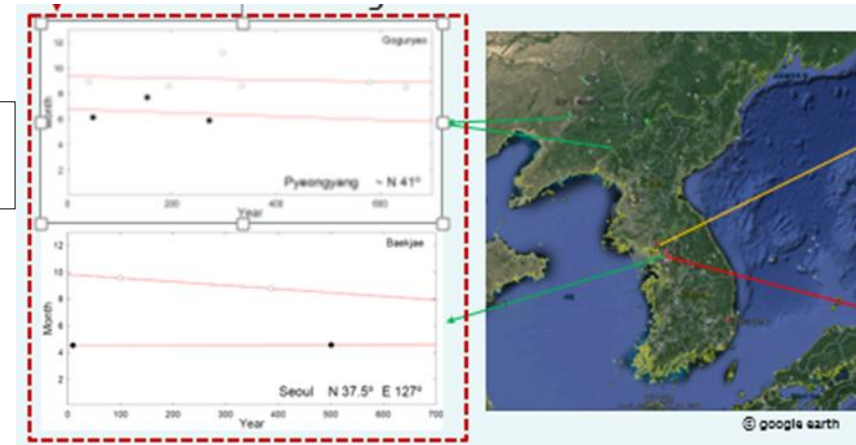 Goguryeo
12
10
8
6
4
2
Month
Pyeongyang ~ N 41°
0 200 400 600
Year
Baekjae
12
10
8
6
4
2
Month
Seoul N 37.5° E 127°
0 100 200 300 400 500 600 700
Year
© google earth